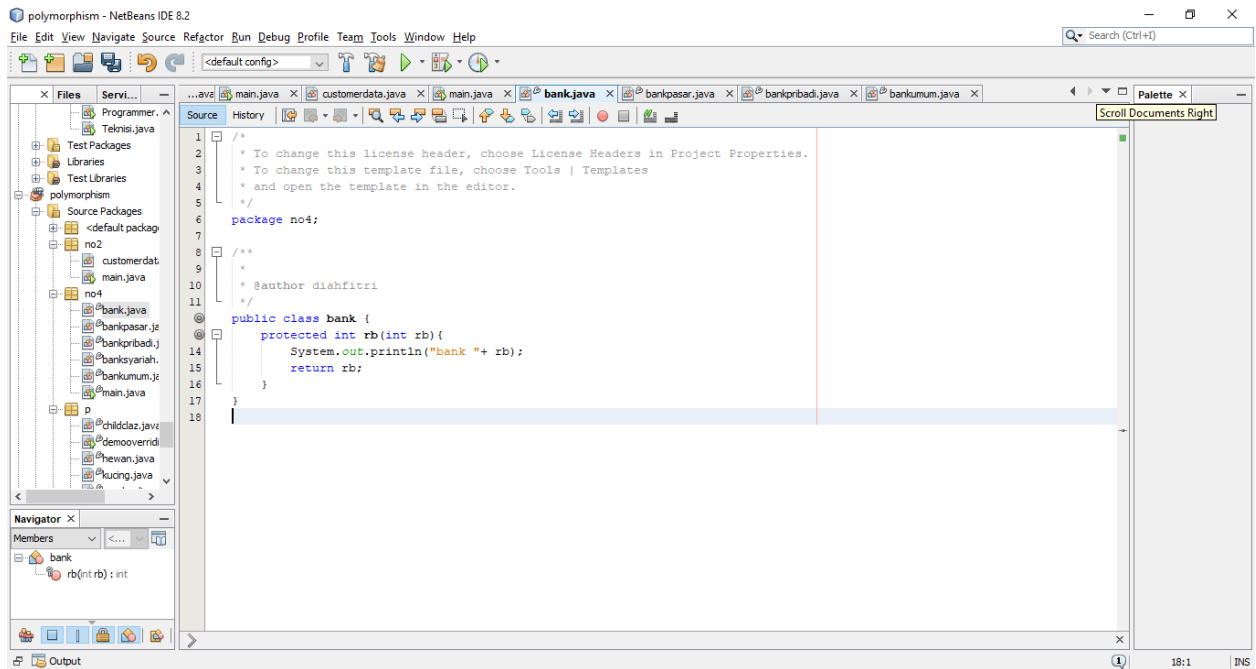 polymorphism - NetBeans IDE 8.2
File Edit View Navigate Source Refactor Run Debug Profile Team Tools Window Help
Search (Ctrl+I)
<default config>
Files Servi...
...ava main.java customerdata.java main.java bank.java bankpasar.java bankpribadi.java bankumum.java
Palette
Scroll Documents Right
Source History
Programmer.
Teknisi.java
Test Packages
Libraries
Test Libraries
polymorphism
Source Packages
<default packag
no2
customerdat
main.java
no4
bank.java
bankpasar.ja
bankpribadi.j
banksyariah.
bankumum.ja
main.java
p
childclaz.java
demooverridi
hewan.java
kucing.java
1 /*
2 * To change this license header, choose License Headers in Project Properties.
3 * To change this template file, choose Tools | Templates
4 * and open the template in the editor.
5 */
6 package no4;
7
8 /**
9 *
10 * @author diahfitri
11 */
public class bank {
protected int rb(int rb){
14 System.out.println("bank "+ rb);
15 return rb;
16 }
17 }
18
Navigator
Members <...
bank
rb(int rb) : int
Output
1
18:1
INS